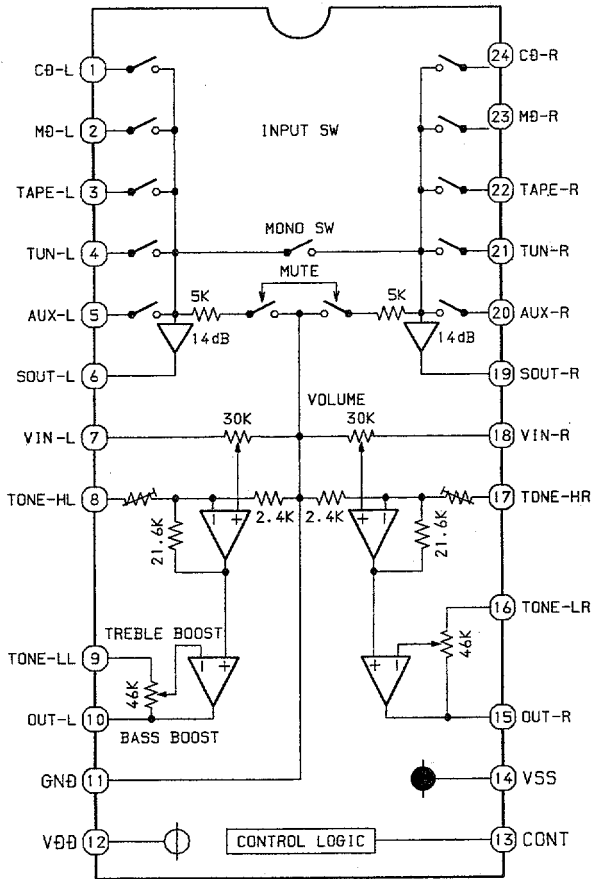 CD-L 1
24 CD-R
MD-L 2
INPUT SW
23 MD-R
TAPE-L 3
22 TAPE-R
MONO SW
TUN-L 4
21 TUN-R
MUTE
5K
5K
AUX-L 5
20 AUX-R
14dB
14dB
SOUT-L 6
19 SOUT-R
VOLUME
30K
30K
VIN-L 7
18 VIN-R
TONE-HL 8
17 TONE-HR
2.4K
2.4K
- +
+ -
21.6K
21.6K
16 TONE-LR
TREBLE BOOST
TONE-LL 9
- +
+ -
46K
46K
OUT-L 10
15 OUT-R
BASS BOOST
GND 11
14 VSS
VDD 12
CONTROL LOGIC
13 CONT